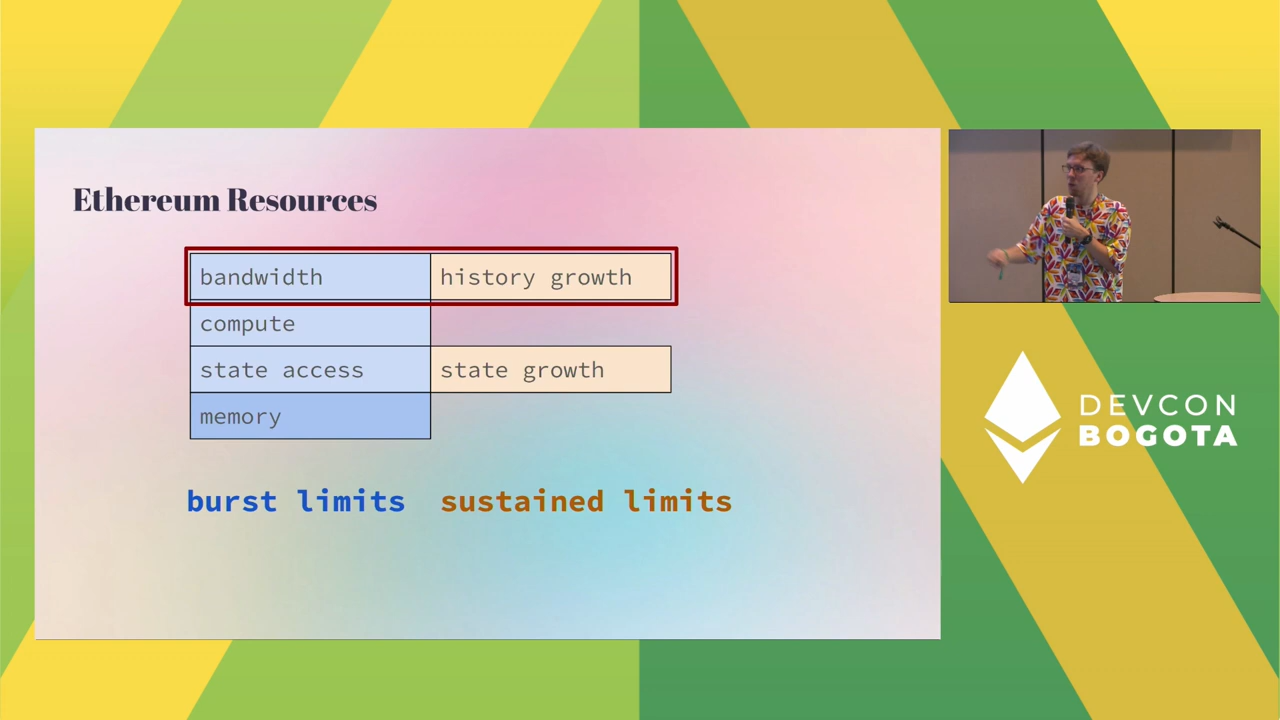 Ethereum Resources
bandwidth history growth
compute
state access state growth
memory
burst limits sustained limits
DEVCON
BOGOTA